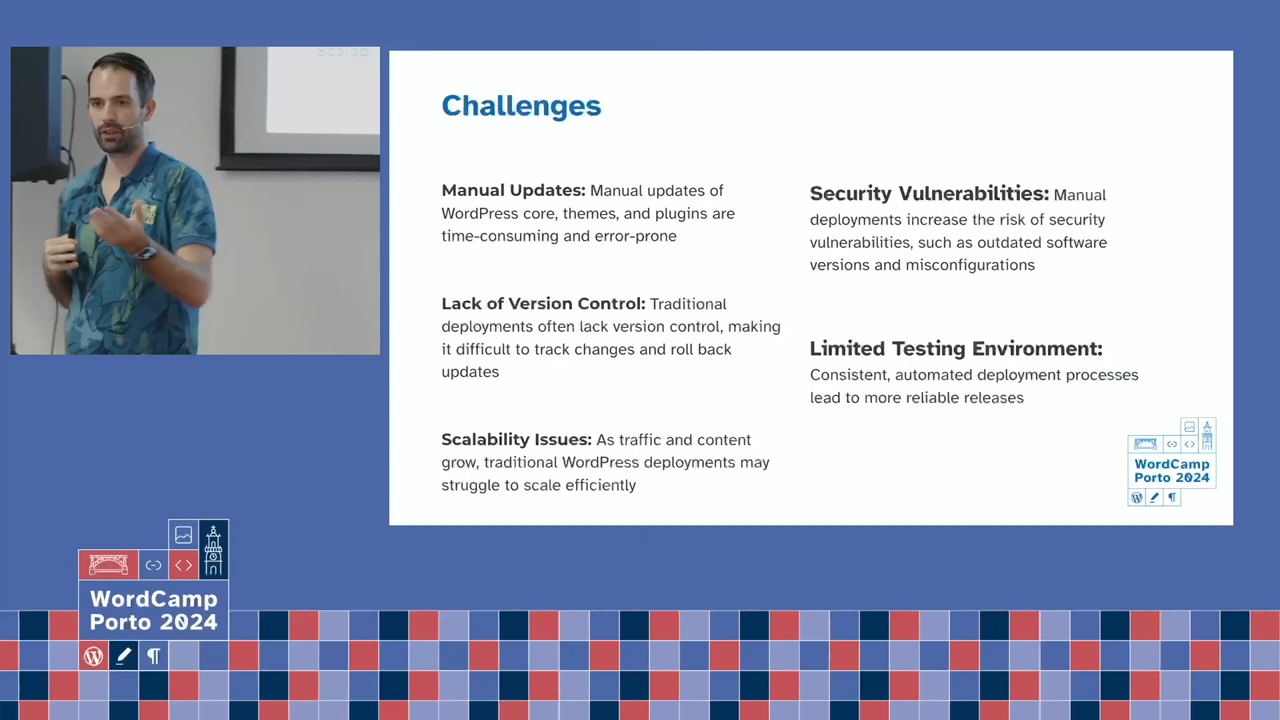 Challenges
Manual Updates: Manual updates of
WordPress core, themes, and plugins are
time-consuming and error-prone
Lack of Version Control: Traditional
deployments often lack version control, making
it difficult to track changes and roll back
updates
Scalability Issues: As traffic and content
grow, traditional WordPress deployments may
struggle to scale efficiently
Security Vulnerabilities: Manual
deployments increase the risk of security
vulnerabilities, such as outdated software
versions and misconfigurations
Limited Testing Environment:
Consistent, automated deployment processes
lead to more reliable releases
WordCamp
Porto 2024
WordCamp
Porto 2024